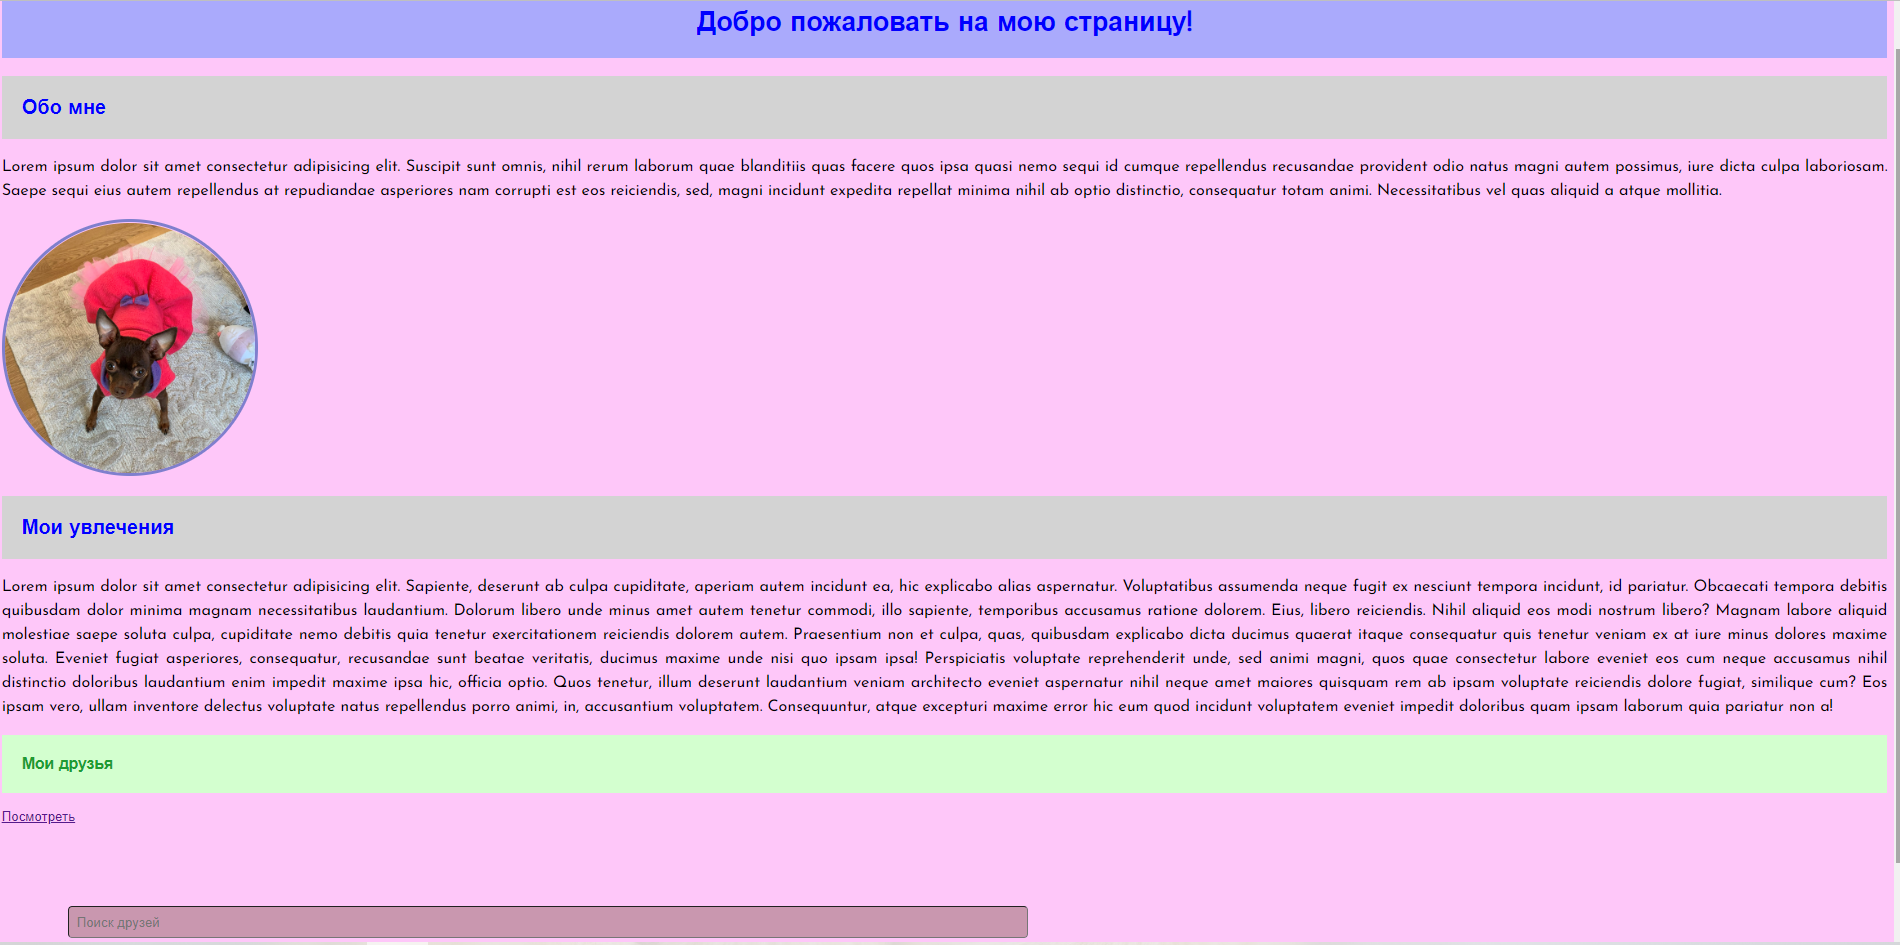 Добро пожаловать на мою страницу!
Обо мне
Lorem ipsum dolor sit amet consectetur adipisicing elit. Suscipit sunt omnis, nihil rerum laborum quae blanditiis quas facere quos ipsa quasi nemo sequi id cumque repellendus recusandae provident odio natus magni autem possimus, iure dicta culpa laboriosam.
Saepe sequi eius autem repellendus at repudiandae asperiores nam corrupti est eos reiciendis, sed, magni incidunt expedita repellat minima nihil ab optio distinctio, consequatur totam animi. Necessitatibus vel quas aliquid a atque mollitia.
Мои увлечения
Lorem ipsum dolor sit amet consectetur adipisicing elit. Sapiente, deserunt ab culpa cupiditate, aperiam autem incidunt ea, hic explicabo alias aspernatur. Voluptatibus assumenda neque fugit ex nesciunt tempora incidunt, id pariatur. Obcaecati tempora debitis
quibusdam dolor minima magnam necessitatibus laudantium. Dolorum libero unde minus amet autem tenetur commodi, illo sapiente, temporibus accusamus ratione dolorem. Eius, libero reiciendis. Nihil aliquid eos modi nostrum libero? Magnam labore aliquid
molestiae saepe soluta culpa, cupiditate nemo debitis quia tenetur exercitationem reiciendis dolorem autem. Praesentium non et culpa, quas, quibusdam explicabo dicta ducimus quaerat itaque consequatur quis tenetur veniam ex at iure minus dolores maxime
soluta. Eveniet fugiat asperiores, consequatur, recusandae sunt beatae veritatis, ducimus maxime unde nisi quo ipsam ipsa! Perspiciatis voluptate reprehenderit unde, sed animi magni, quos quae consectetur labore eveniet eos cum neque accusamus nihil
distinctio doloribus laudantium enim impedit maxime ipsa hic, officia optio. Quos tenetur, illum deserunt laudantium veniam architecto eveniet aspernatur nihil neque amet maiores quisquam rem ab ipsam voluptate reiciendis dolore fugiat, similique cum? Eos
ipsam vero, ullam inventore delectus voluptate natus repellendus porro animi, in, accusantium voluptatem. Consequuntur, atque excepturi maxime error hic eum quod incidunt voluptatem eveniet impedit doloribus quam ipsam laborum quia pariatur non a!
Мои друзья
Посмотреть
Поиск друзей